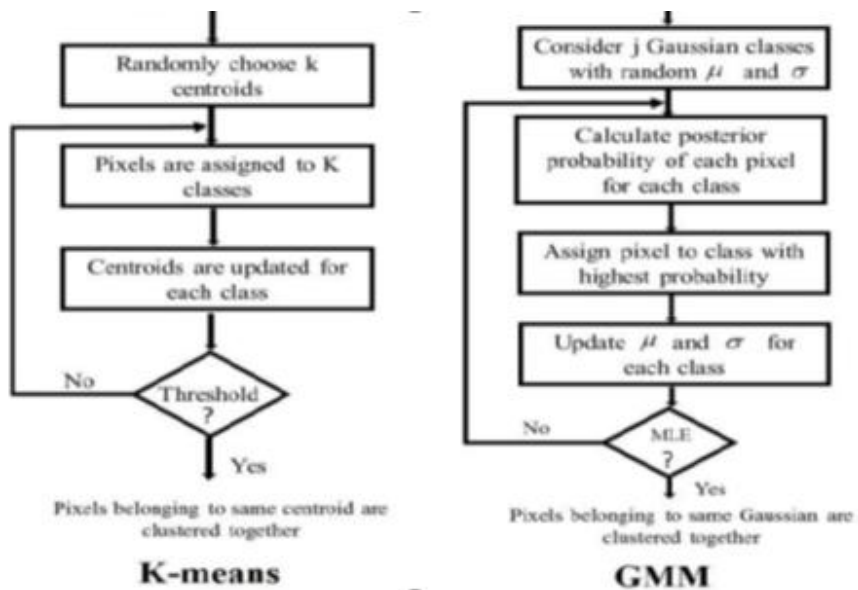 Randomly choose k
centroids
Pixels are assigned to K
classes
Centroids are updated for
each class
No
Threshold
?
Yes
Pixels belonging to same centroid are
clustered together
K-means
Consider j Gaussian classes
with random μ and σ
Calculate posterior
probability of each pixel
for each class
Assign pixel to class with
highest probability
Update μ and σ for
each class
No
MLE
?
Yes
Pixels belonging to same Gaussian are
clustered together
GMM